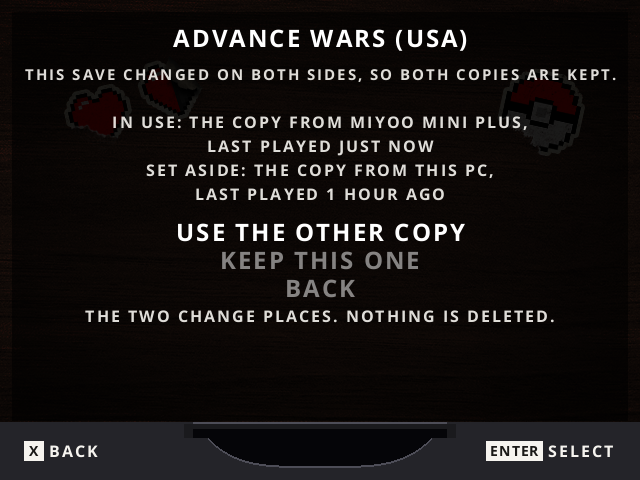 ADVANCE WARS (USA)
THIS SAVE CHANGED ON BOTH SIDES, SO BOTH COPIES ARE KEPT.
IN USE: THE COPY FROM MIYOO MINI PLUS,
LAST PLAYED JUST NOW
SET ASIDE: THE COPY FROM THIS PC,
LAST PLAYED 1 HOUR AGO
USE THE OTHER COPY
KEEP THIS ONE
BACK
THE TWO CHANGE PLACES. NOTHING IS DELETED.
X BACK
ENTER SELECT